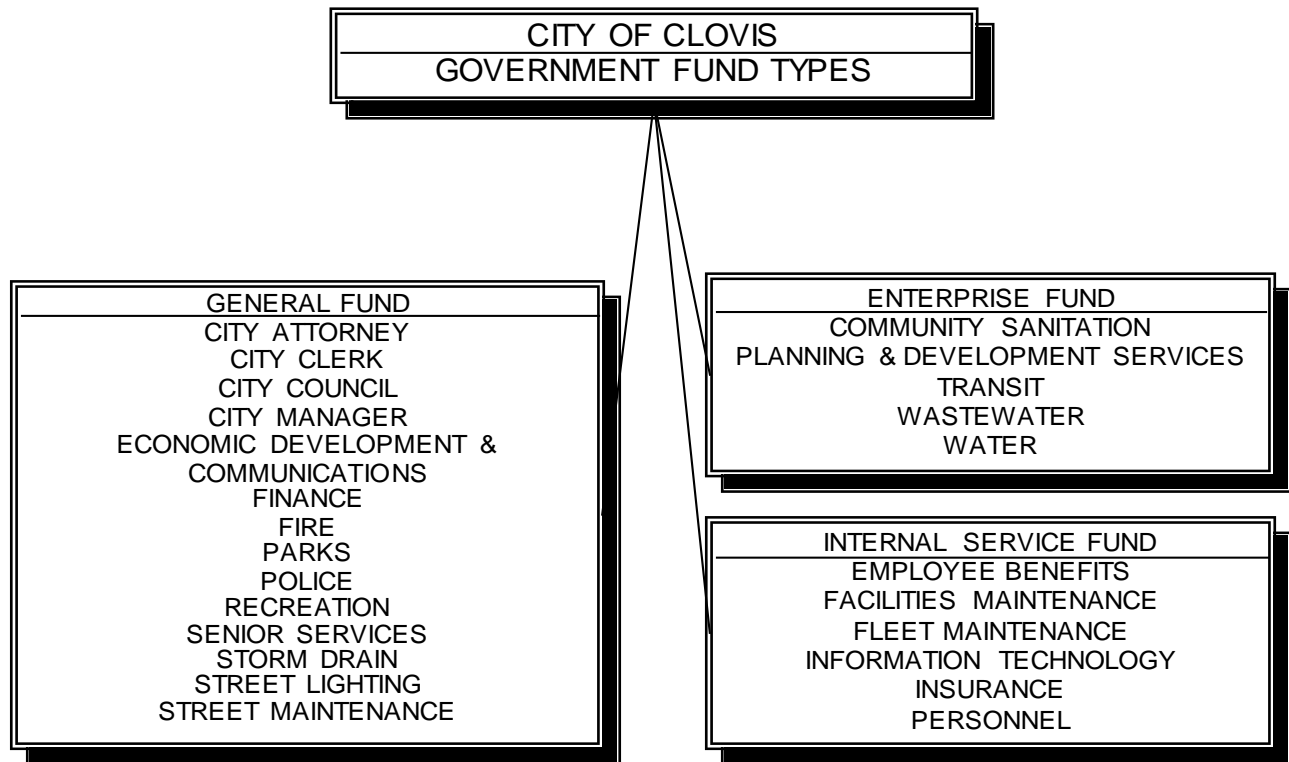 CITY OF CLOVIS
GOVERNMENT FUND TYPES
GENERAL FUND
CITY ATTORNEY
CITY CLERK
CITY COUNCIL
CITY MANAGER
ECONOMIC DEVELOPMENT &
COMMUNICATIONS
FINANCE
FIRE
PARKS
POLICE
RECREATION
SENIOR SERVICES
STORM DRAIN
STREET LIGHTING
STREET MAINTENANCE
ENTERPRISE FUND
COMMUNITY SANITATION
PLANNING & DEVELOPMENT SERVICES
TRANSIT
WASTEWATER
WATER
INTERNAL SERVICE FUND
EMPLOYEE BENEFITS
FACILITIES MAINTENANCE
FLEET MAINTENANCE
INFORMATION TECHNOLOGY
INSURANCE
PERSONNEL